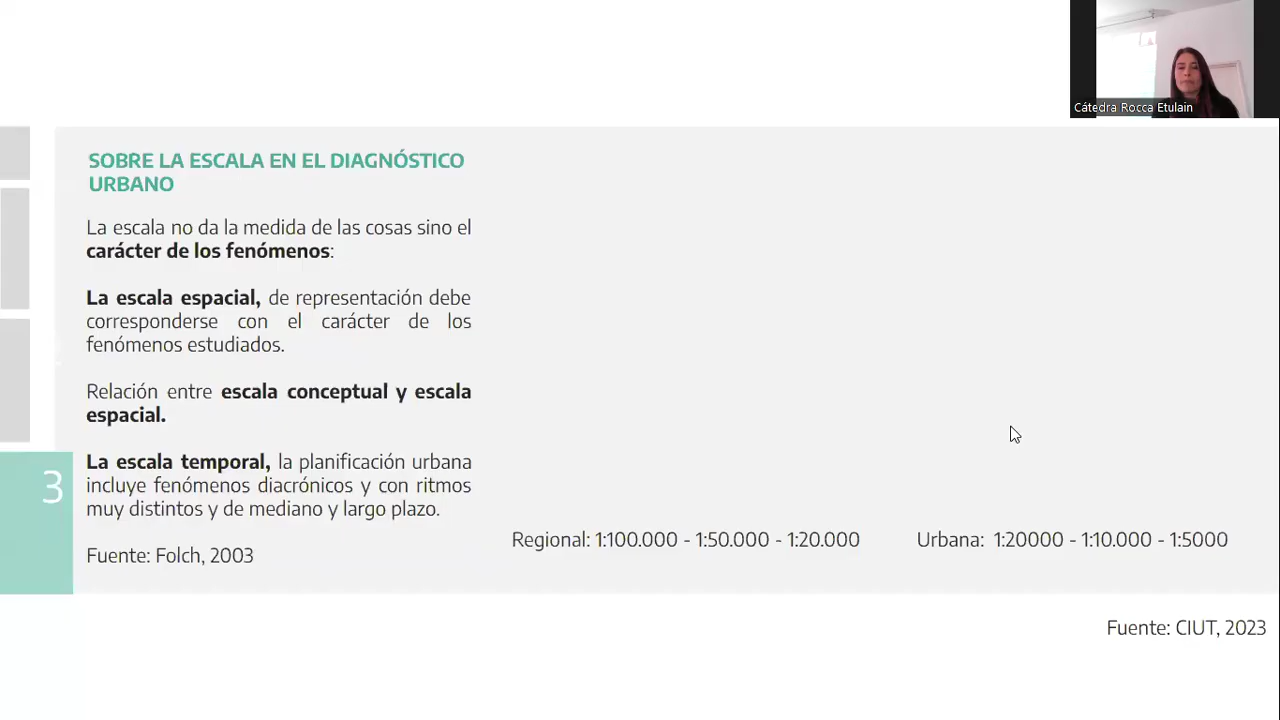 Cátedra Rocca Etulain
SOBRE LA ESCALA EN EL DIAGNÓSTICO
URBANO
La escala no da la medida de las cosas sino el
carácter de los fenómenos:
La escala espacial, de representación debe
corresponderse con el carácter de los
fenómenos estudiados.
Relación entre escala conceptual y escala
espacial.
La escala temporal, la planificación urbana
incluye fenómenos diacrónicos y con ritmos
muy distintos y de mediano y largo plazo.
Fuente: Folch, 2003
3
Regional: 1:100.000 - 1:50.000 - 1:20.000
Urbana: 1:20000 - 1:10.000 - 1:5000
Fuente: CIUT, 2023